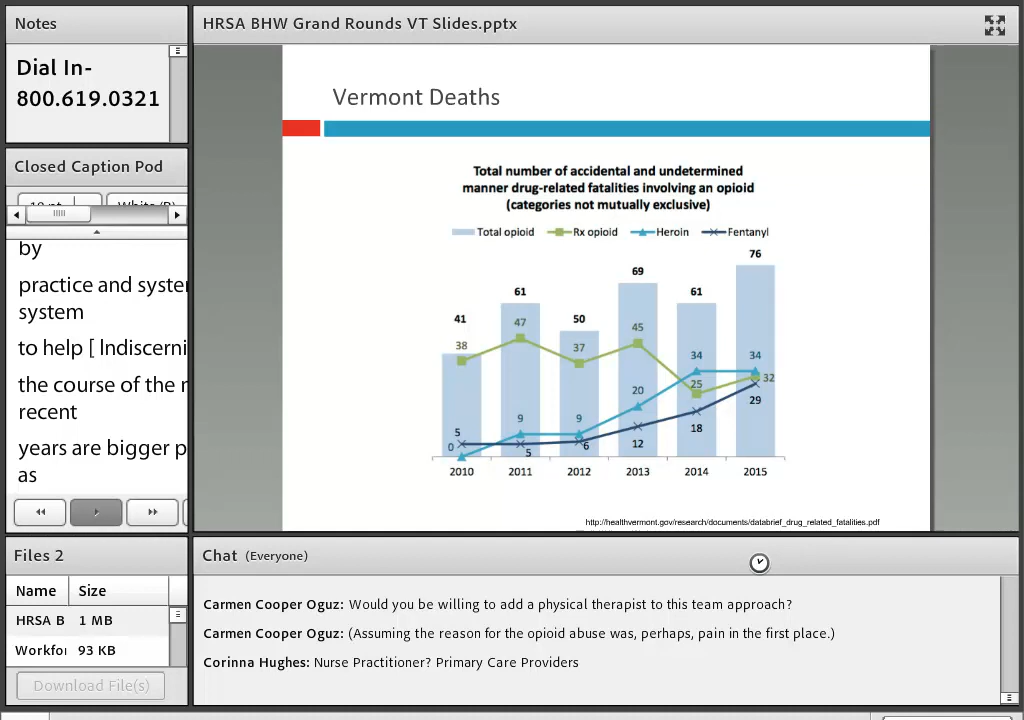 Notes
Dial In-
800.619.0321
Closed Caption Pod
by
practice and
system
to help [
the course of the
recent
years are bigger
as
Files 2
Name Size
HRSA B 1 MB
93 KB
Download File(s)
HRSA BHW Grand Rounds VT Slides.pptx
Vermont Deaths
Total number of accidental and undetermined
manner drug-related fatalities involving an opioid
(categories not mutually exclusive)
Total opioid Rx opioid Heroin Fentanyl
76
69
61 61
50
41
47
45
38
37
34 34
32
25
29
20
18
12
9 9
5
0
5
6
2010 2011 2012 2013 2014 2015
http://healthvermont.gov/research/documents/databrief_drug_related_fatalities.pdf
Chat (Everyone)
Carmen Cooper Oguz: Would you be willing to add a physical therapist to this team approach?
Carmen Cooper Oguz: (Assuming the reason for the opioid abuse was, perhaps, pain in the first place.)
Corinna Hughes: Nurse Practitioner? Primary Care Providers